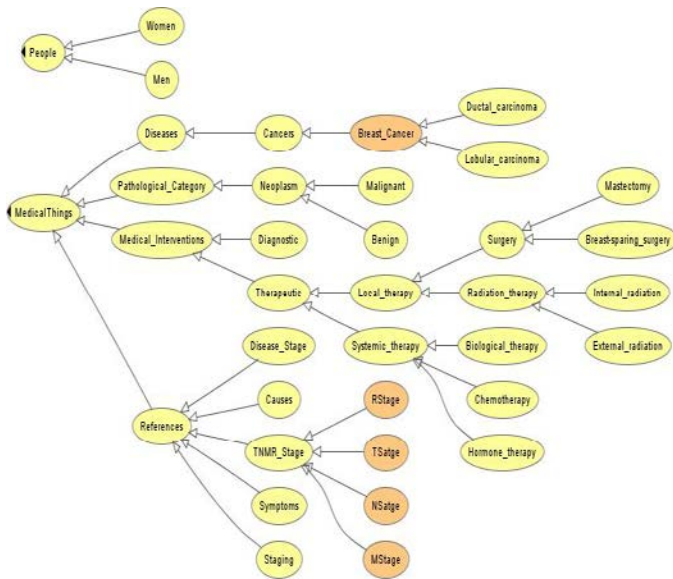 Women
People
Men
Ductal_carcinoma
Diseases
Cancers
Breast_Cancer
Lobular_carcinoma
Pathological_Category
Neoplasm
Malignant
Mastectomy
MedicalThings
Medical_Interventions
Diagnostic
Benign
Surgery
Breast-sparing_surgery
Therapeutic
Local_therapy
Radiation_therapy
Internal_radiation
Disease_Stage
Systemic_therapy
Biological_therapy
External_radiation
Causes
RStage
Chemotherapy
References
TNMR_Stage
TSatge
Hormone_therapy
Symptoms
NSatge
Staging
MStage